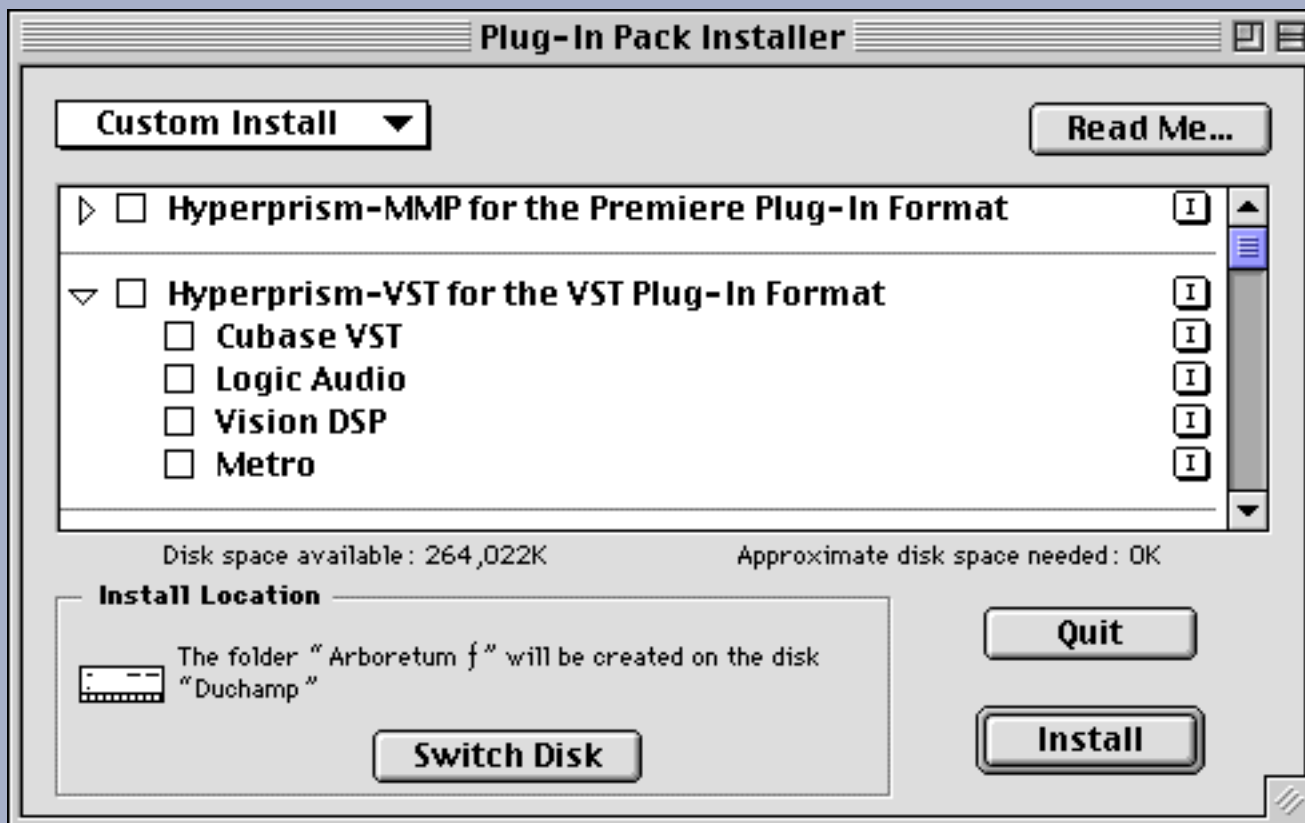 Plug-In Pack Installer
Custom Install
Read Me...
Hyperprism-MMP for the Premiere Plug-In Format
I
Hyperprism-VST for the VST Plug-In Format
I
Cubase VST
I
Logic Audio
I
Vision DSP
I
Metro
I
Disk space available: 264,022K
Approximate disk space needed: 0K
Install Location
The folder "Arboretum ƒ" will be created on the disk
"Duchamp"
Switch Disk
Quit
Install